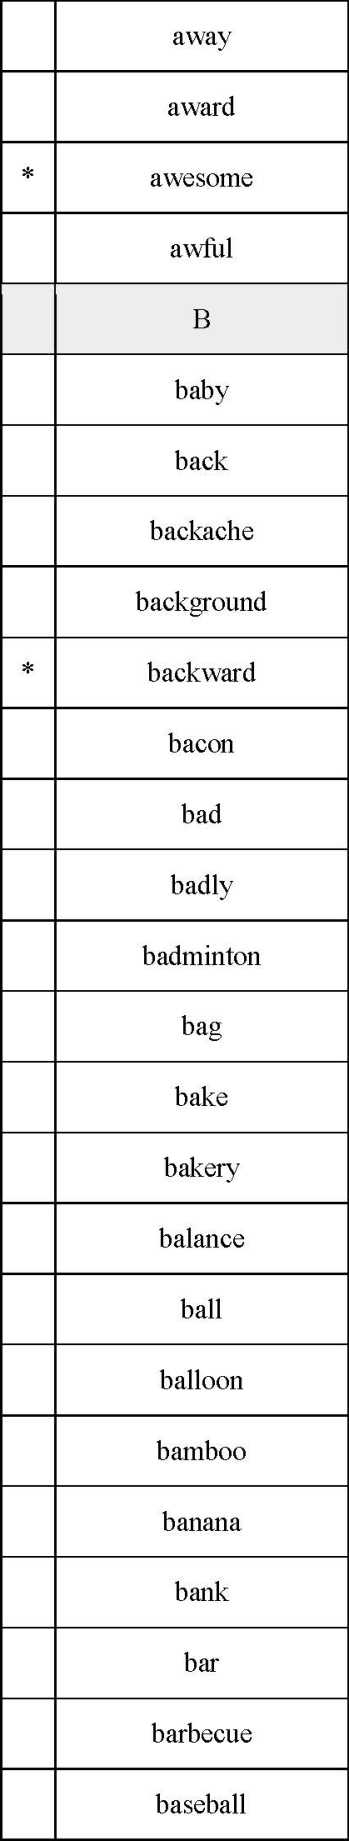 away
award
* awesome
awful
B
baby
back
backache
background
* backward
bacon
bad
badly
badminton
bag
bake
bakery
balance
ball
balloon
bamboo
banana
bank
bar
barbecue
baseball